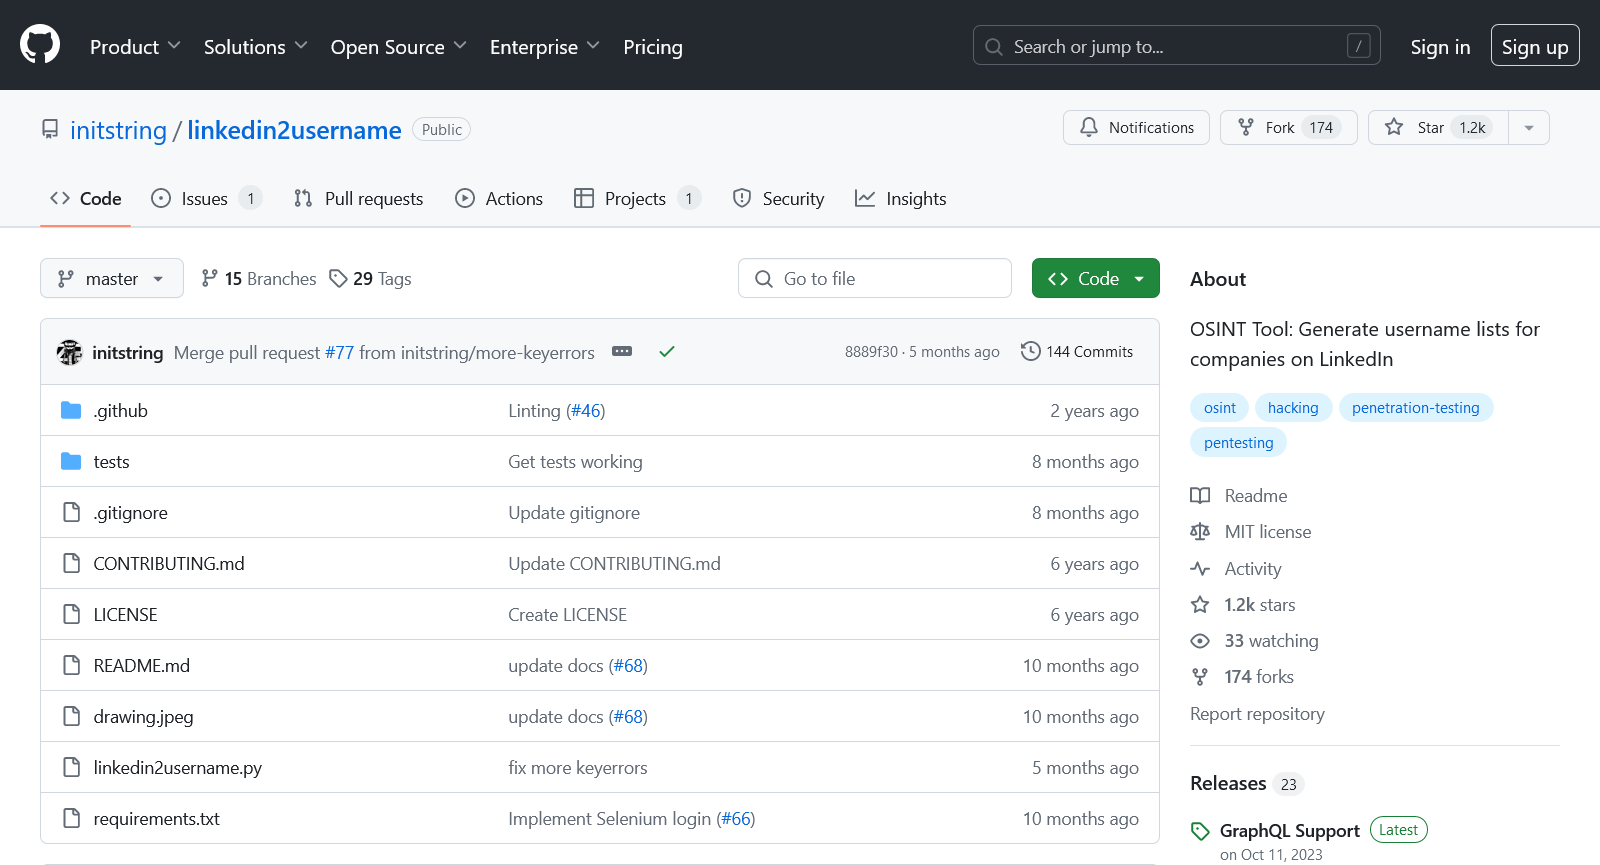 Product Solutions Open Source Enterprise Pricing Search or jump to... / Sign in Sign up
initstring / linkedin2username Public Notifications Fork 174 Star 1.2k
Code Issues 1 Pull requests Actions Projects 1 Security Insights
master 15 Branches 29 Tags Go to file Code
initstring Merge pull request #77 from initstring/more-keyerrors 8889f30 · 5 months ago 144 Commits
.github Linting (#46) 2 years ago
tests Get tests working 8 months ago
.gitignore Update gitignore 8 months ago
CONTRIBUTING.md Update CONTRIBUTING.md 6 years ago
LICENSE Create LICENSE 6 years ago
README.md update docs (#68) 10 months ago
drawing.jpeg update docs (#68) 10 months ago
linkedin2username.py fix more keyerrors 5 months ago
requirements.txt Implement Selenium login (#66) 10 months ago
About
OSINT Tool: Generate username lists for
companies on LinkedIn
osint hacking penetration-testing
pentesting
Readme
MIT license
Activity
1.2k stars
33 watching
174 forks
Report repository
Releases 23
GraphQL Support Latest
on Oct 11, 2023